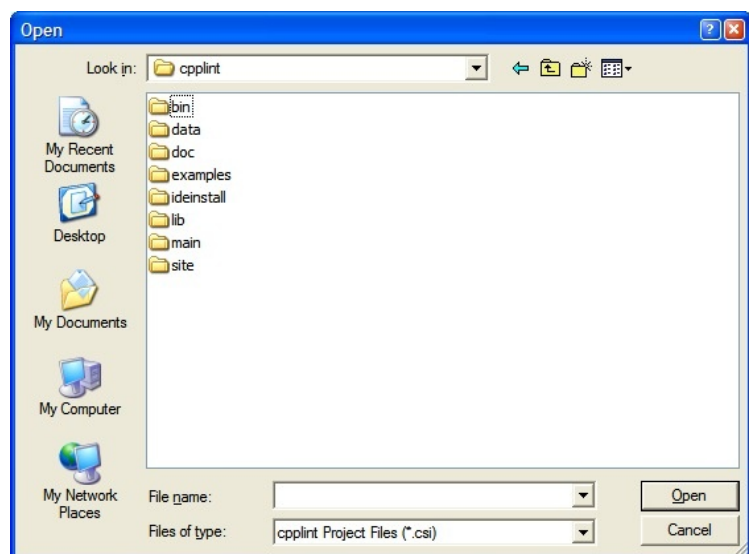 Open
Look in:
cpplint
My Recent
Documents
Desktop
My Documents
My Computer
My Network
Places
bin
data
doc
examples
ideinstall
lib
main
site
File name:
Open
Files of type:
cpplint Project Files (*.csi)
Cancel